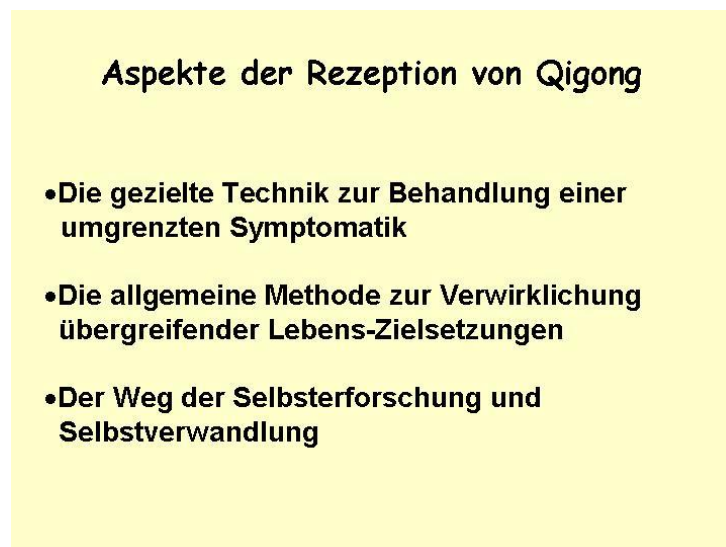 Aspekte der Rezeption von Qigong
•Die gezielte Technik zur Behandlung einer
umgrenzten Symptomatik
•Die allgemeine Methode zur Verwirklichung
übergreifender Lebens-Zielsetzungen
•Der Weg der Selbsterforschung und
Selbstverwandlung